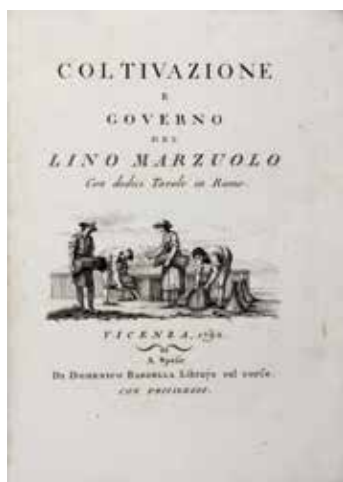 COLTIVAZIONE
E
GOVERNO
DEL
LINO MARZUOLO
Con dodici Tavole in Rame.
VICENZA, 1792
A Spese
DI DOMENICO BARDELLA Librajo sul corso.
CON PRIVILEGIO.